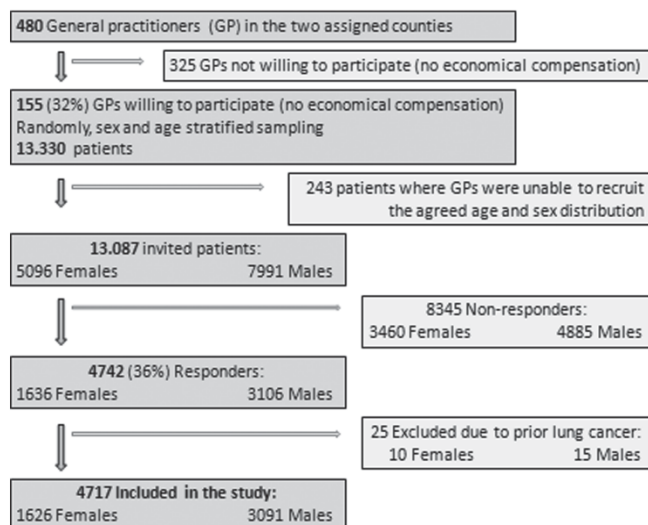 480 General practitioners (GP) in the two assigned counties
325 GPs not willing to participate (no economical compensation)
155 (32%) GPs willing to participate (no economical compensation)
Randomly, sex and age stratified sampling
13.330 patients
243 patients where GPs were unable to recruit
the agreed age and sex distribution
13.087 invited patients:
5096 Females 7991 Males
8345 Non-responders:
3460 Females 4885 Males
4742 (36%) Responders:
1636 Females 3106 Males
25 Excluded due to prior lung cancer:
10 Females 15 Males
4717 Included in the study:
1626 Females 3091 Males